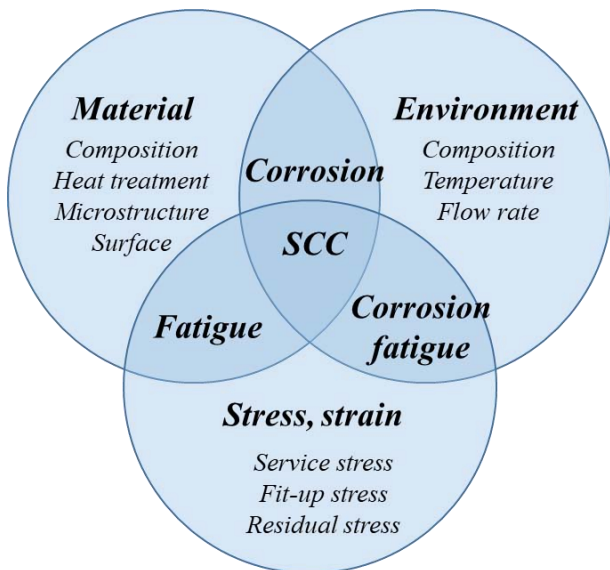 Material
Composition
Heat treatment
Microstructure
Surface
Environment
Composition
Temperature
Flow rate
Corrosion
SCC
Fatigue
Corrosion
fatigue
Stress, strain
Service stress
Fit-up stress
Residual stress